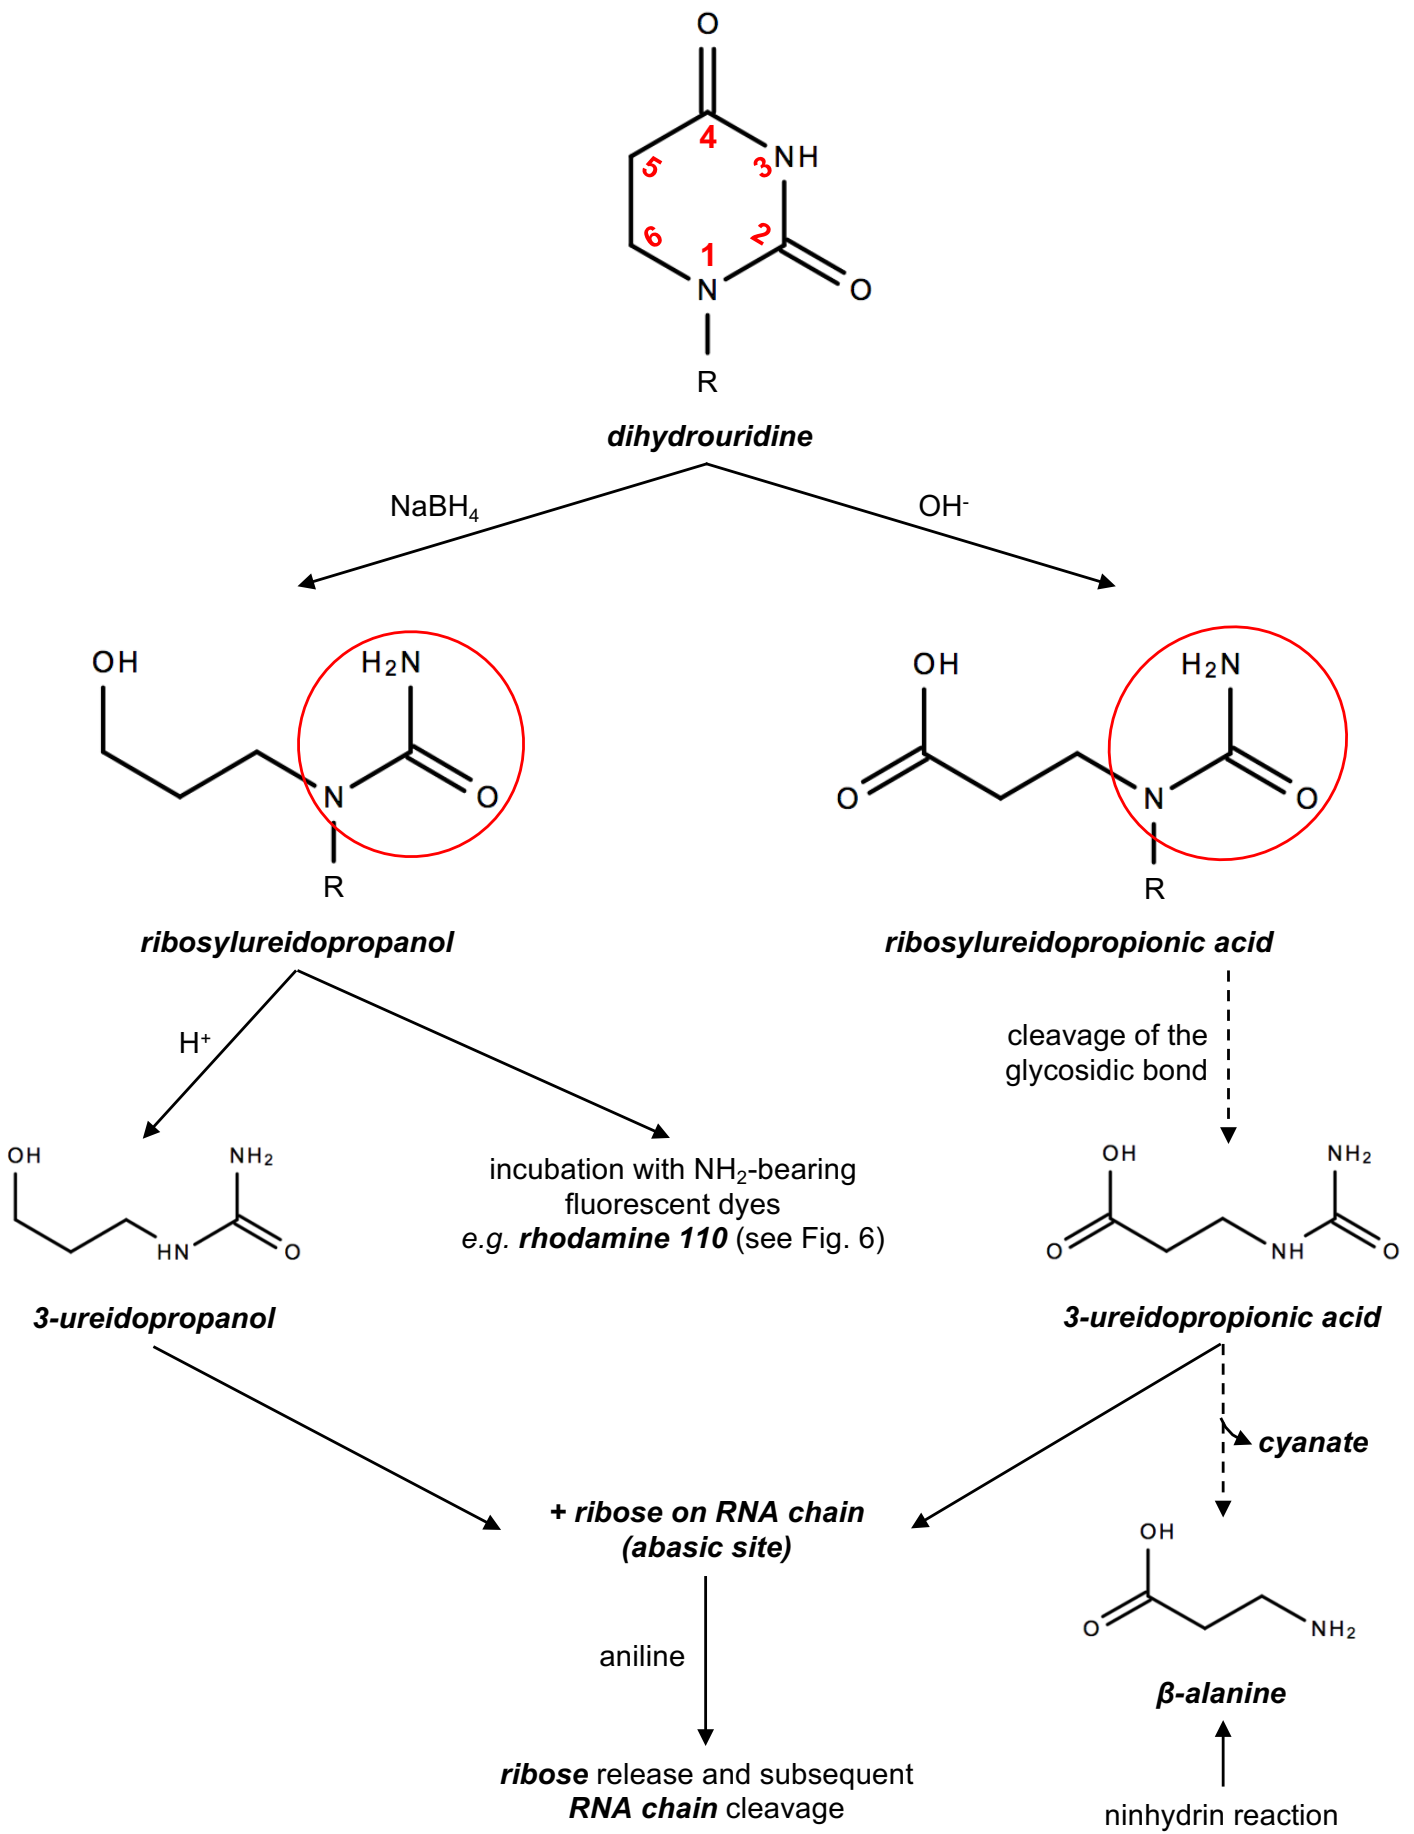 O
4
5
3
NH
6
2
1
N
O
R
dihydrouridine
NaBH₄
OH⁻
OH
H₂N
N
O
R
OH
H₂N
O
N
O
R
ribosylureidopropanol
ribosylureidopropionic acid
H⁺
cleavage of the
glycosidic bond
OH
NH₂
HN
O
incubation with NH₂-bearing
fluorescent dyes
e.g. rhodamine 110 (see Fig. 6)
OH
NH₂
O
NH
O
3-ureidopropanol
3-ureidopropionic acid
cyanate
+ ribose on RNA chain
(abasic site)
OH
O
NH₂
aniline
β-alanine
ribose release and subsequent
RNA chain cleavage
ninhydrin reaction